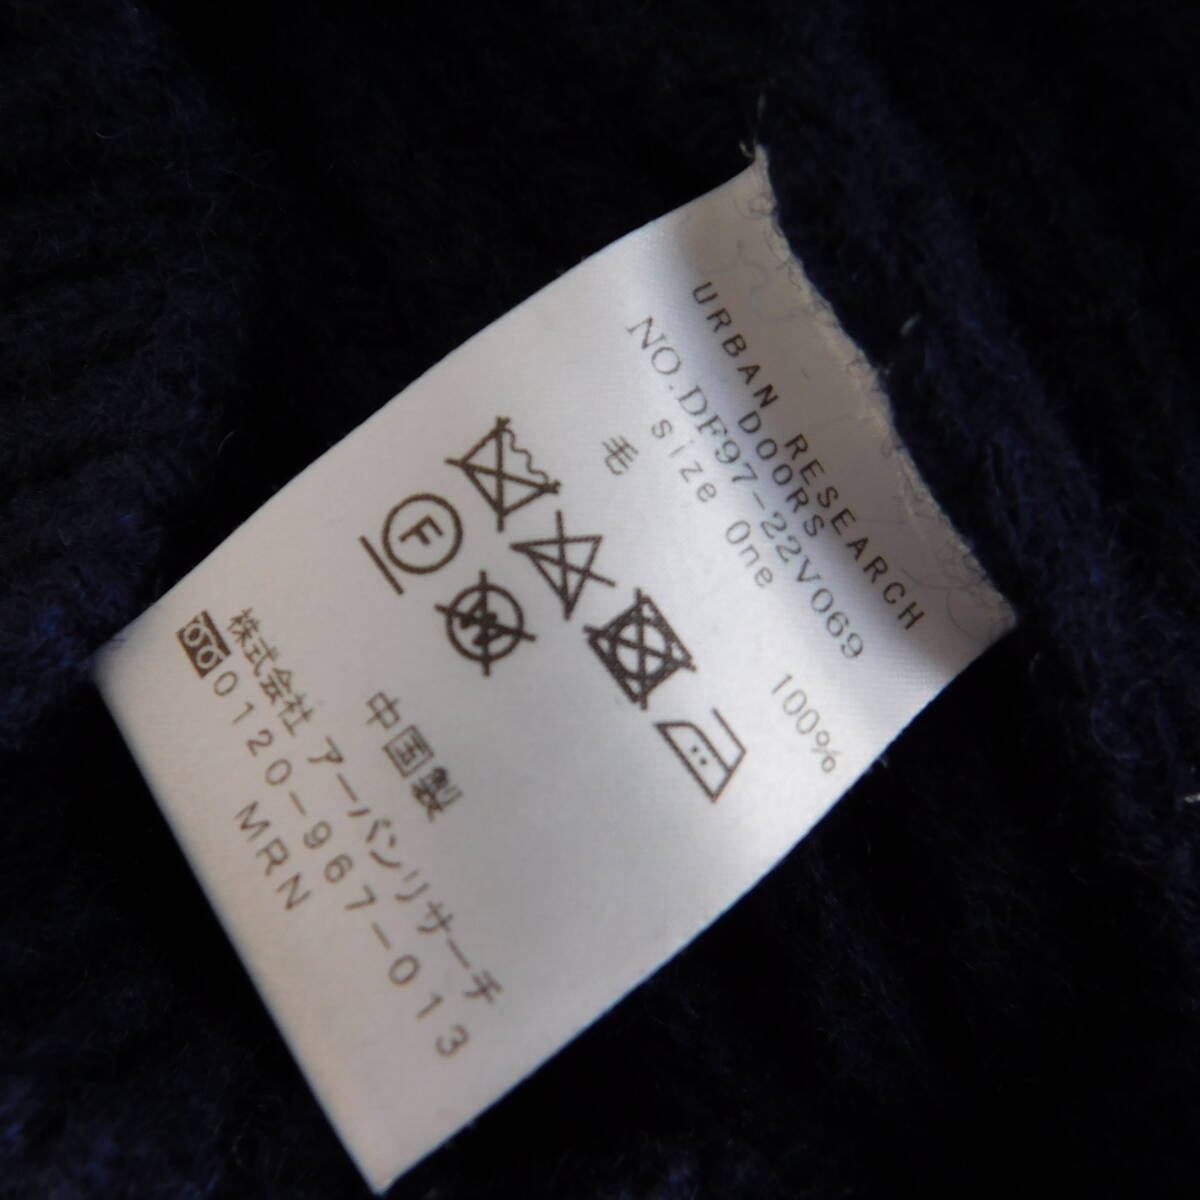 URBAN RESEARCH
DOORS
NO.DF97-22V069
size One
毛 100%
F
W
中国製
株式会社 アーバンリサーチ
0120-967-013
MRN